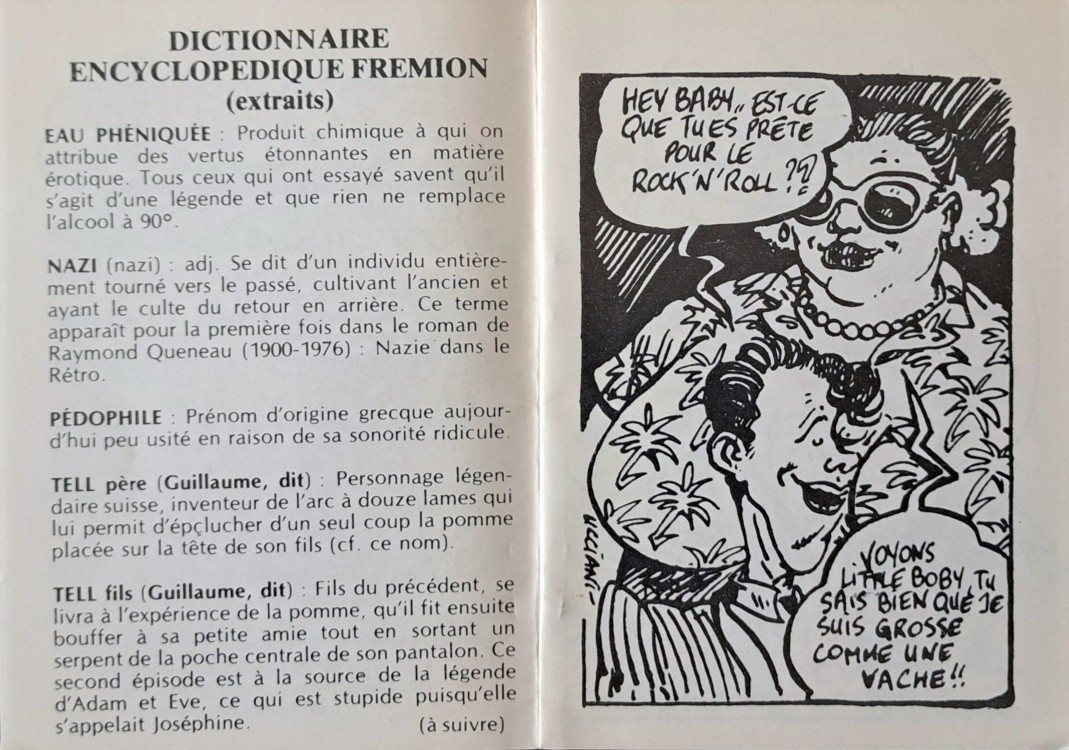 DICTIONNAIRE
ENCYCLOPEDIQUE FREMION
(extraits)
EAU PHÉNIQUÉE : Produit chimique à qui on
attribue des vertus étonnantes en matière
érotique. Tous ceux qui ont essayé savent qu'il
s'agit d'une légende et que rien ne remplace
l'alcool à 90°.
NAZI (nazi) : adj. Se dit d'un individu entière-
ment tourné vers le passé, cultivant l'ancien et
ayant le culte du retour en arrière. Ce terme
apparaît pour la première fois dans le roman de
Raymond Queneau (1900-1976) : Nazie dans le
Rétro.
PÉDOPHILE : Prénom d'origine grecque aujour-
d'hui peu usité en raison de sa sonorité ridicule.
TELL père (Guillaume, dit) : Personnage légen-
daire suisse, inventeur de l'arc à douze lames qui
lui permit d'épçlucher d'un seul coup la pomme
placée sur la tête de son fils (cf. ce nom).
TELL fils (Guillaume, dit) : Fils du précédent, se
livra à l'expérience de la pomme, qu'il fit ensuite
bouffer à sa petite amie tout en sortant un
serpent de la poche centrale de son pantalon. Ce
second épisode est à la source de la légende
d'Adam et Eve, ce qui est stupide puisqu'elle
s'appelait Joséphine. (à suivre)
HEY BABY,, EST-CE
QUE TU ES PRÊTE
POUR LE
ROCK'N'ROLL ??
UCCIANI-
VOYONS
LITTLE BOBY, TU
SAIS BIEN QUE JE
SUIS GROSSE
COMME UNE
VACHE!!